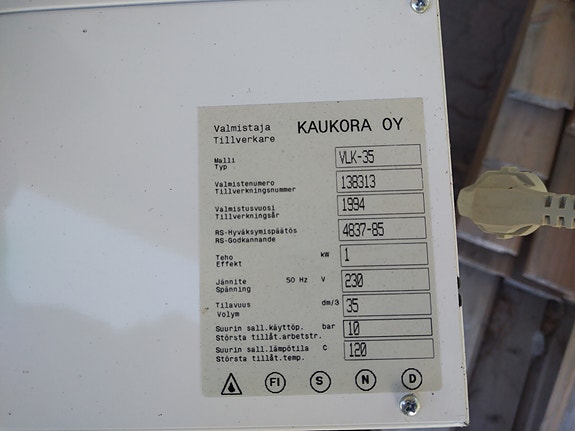 Valmistaja KAUKORA OY
Tillverkare
Malli VLK-35
Typ
Valmistenumero 138313
Tillverkningsnummer
Valmistusvuosi 1994
Tillverkningsår
RS-Hyväksymispäätös 4837-85
RS-Godkannande
Teho kW 1
Effekt
Jännite 50 Hz V 230
Spänning
Tilavuus dm/3 35
Volym
Suurin sall.käyttöp. bar 10
Största tillåt.arbetstr.
Suurin sall.lämpötila C 120
Största tillåt.temp.
FI S N D